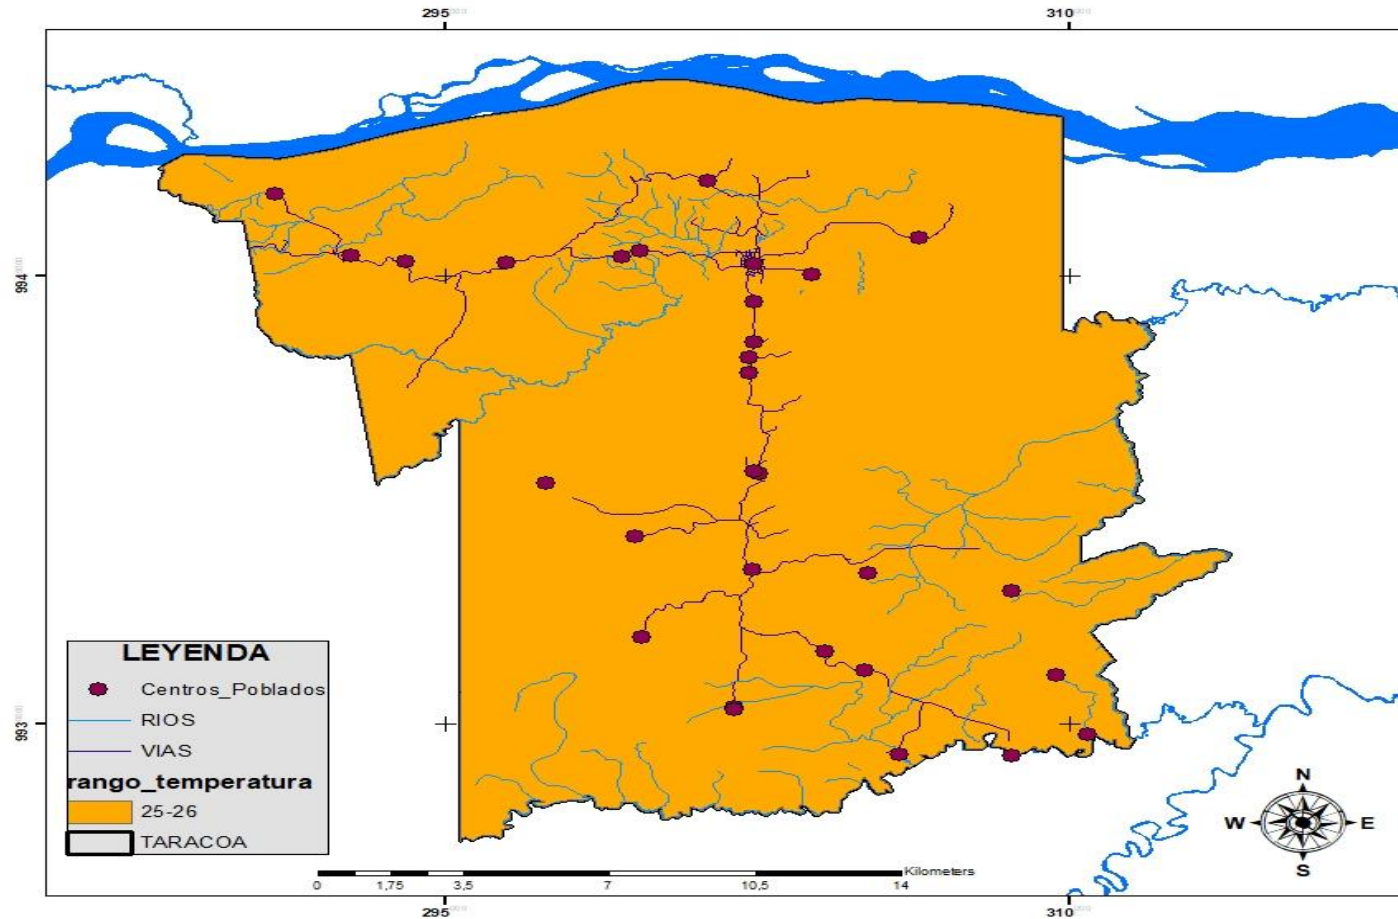 295 310
994
993
LEYENDA
Centros_Poblados
RIOS
VIAS
rango_temperatura
25-26
TARACOA
N
W E
S
Kilometers
0 1,75 3,5 7 10,5 14
295 310